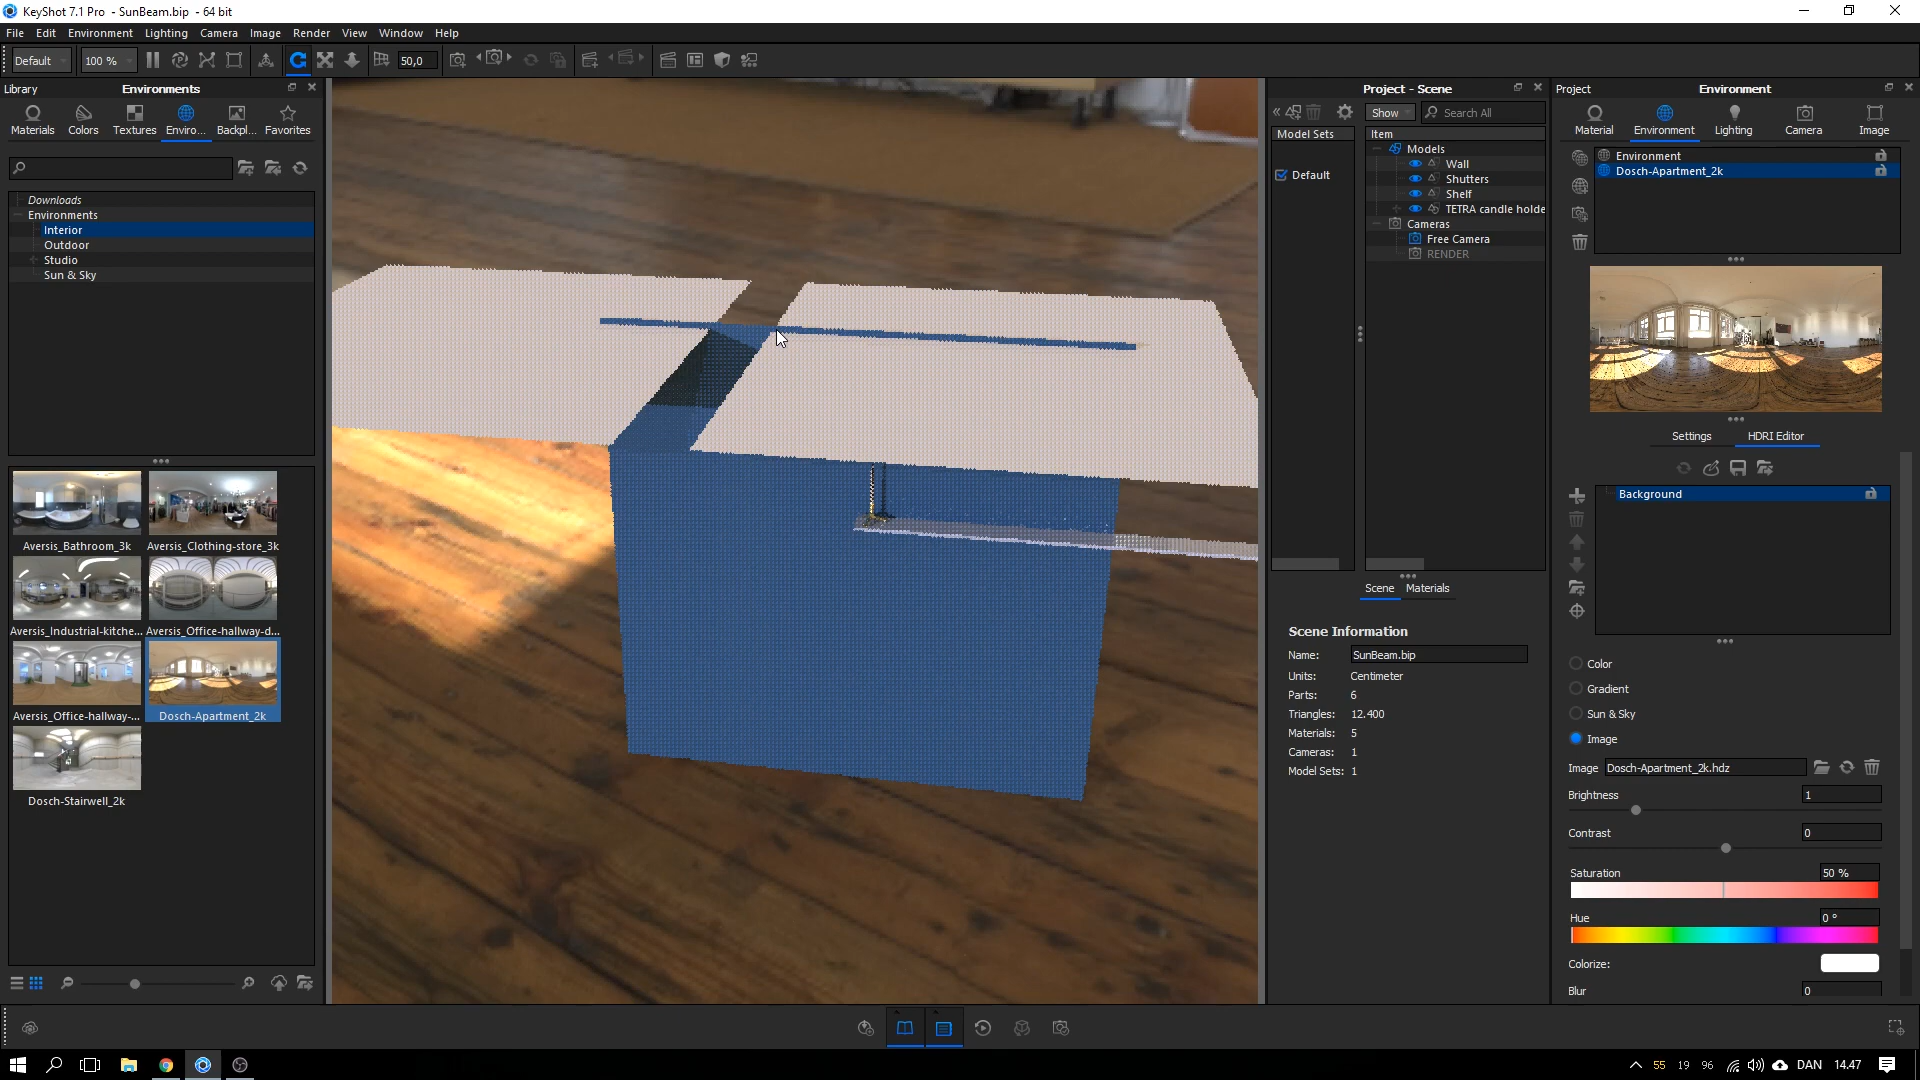 KeyShot 7.1 Pro - SunBeam.bip - 64 bit
File Edit Environment Lighting Camera Image Render View Window Help
Default 100 % 50,0
Library Environments
Materials Colors Textures Enviro... Backpl... Favorites
Downloads
Environments
Interior
Outdoor
Studio
Sun & Sky
Aversis_Bathroom_3k Aversis_Clothing-store_3k
Aversis_Industrial-kitche... Aversis_Office-hallway-d...
Aversis_Office-hallway-... Dosch-Apartment_2k
Dosch-Stairwell_2k
Project - Scene
Show Search All
Model Sets Item
Default
Models
Wall
Shutters
Shelf
TETRA candle holde
Cameras
Free Camera
RENDER
Scene Materials
Scene Information
Name: SunBeam.bip
Units: Centimeter
Parts: 6
Triangles: 12.400
Materials: 5
Cameras: 1
Model Sets: 1
Project Environment
Material Environment Lighting Camera Image
Environment
Dosch-Apartment_2k
Settings HDRI Editor
Background
Color
Gradient
Sun & Sky
Image
Image Dosch-Apartment_2k.hdz
Brightness 1
Contrast 0
Saturation 50 %
Hue 0 °
Colorize:
Blur 0
55 19 96 DAN 14.47